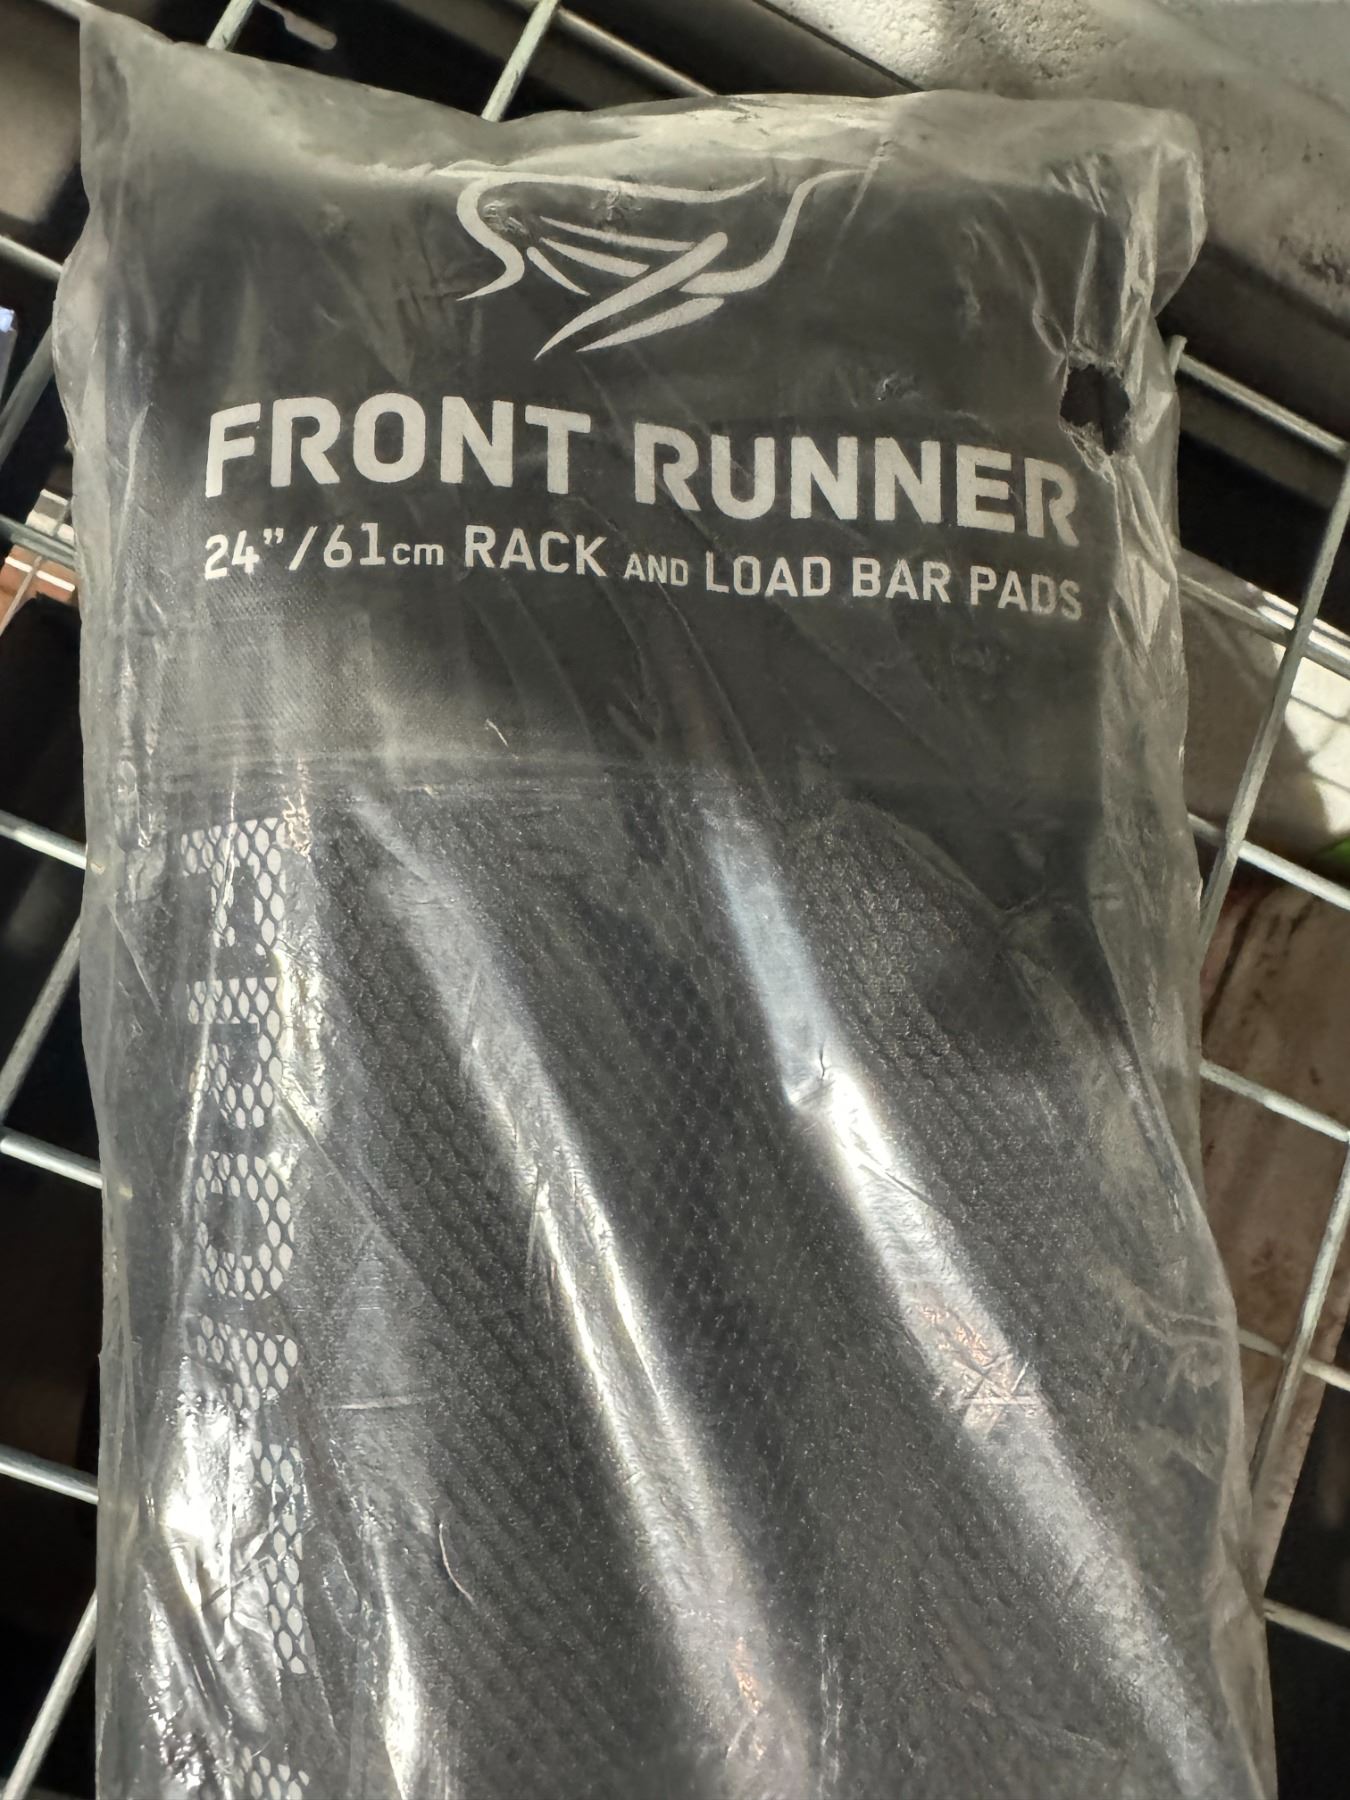 FRONT RUNNER
24”/61cm RACK AND LOAD BAR PADS